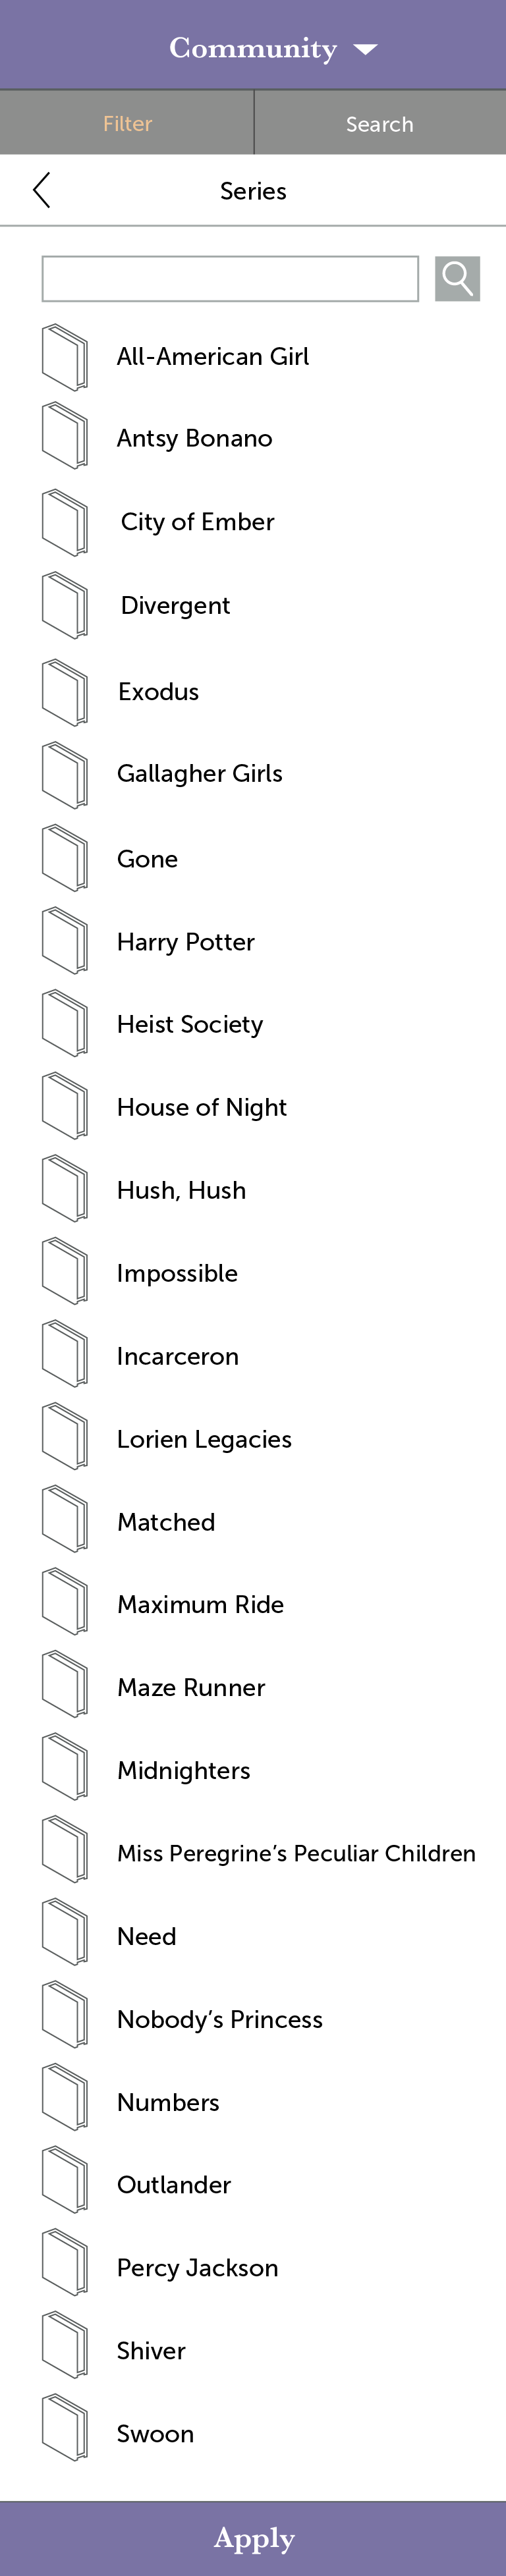 Community
Filter
Search
Series
All-American Girl
Antsy Bonano
City of Ember
Divergent
Exodus
Gallagher Girls
Gone
Harry Potter
Heist Society
House of Night
Hush, Hush
Impossible
Incarceron
Lorien Legacies
Matched
Maximum Ride
Maze Runner
Midnighters
Miss Peregrine’s Peculiar Children
Need
Nobody’s Princess
Numbers
Outlander
Percy Jackson
Shiver
Swoon
Apply